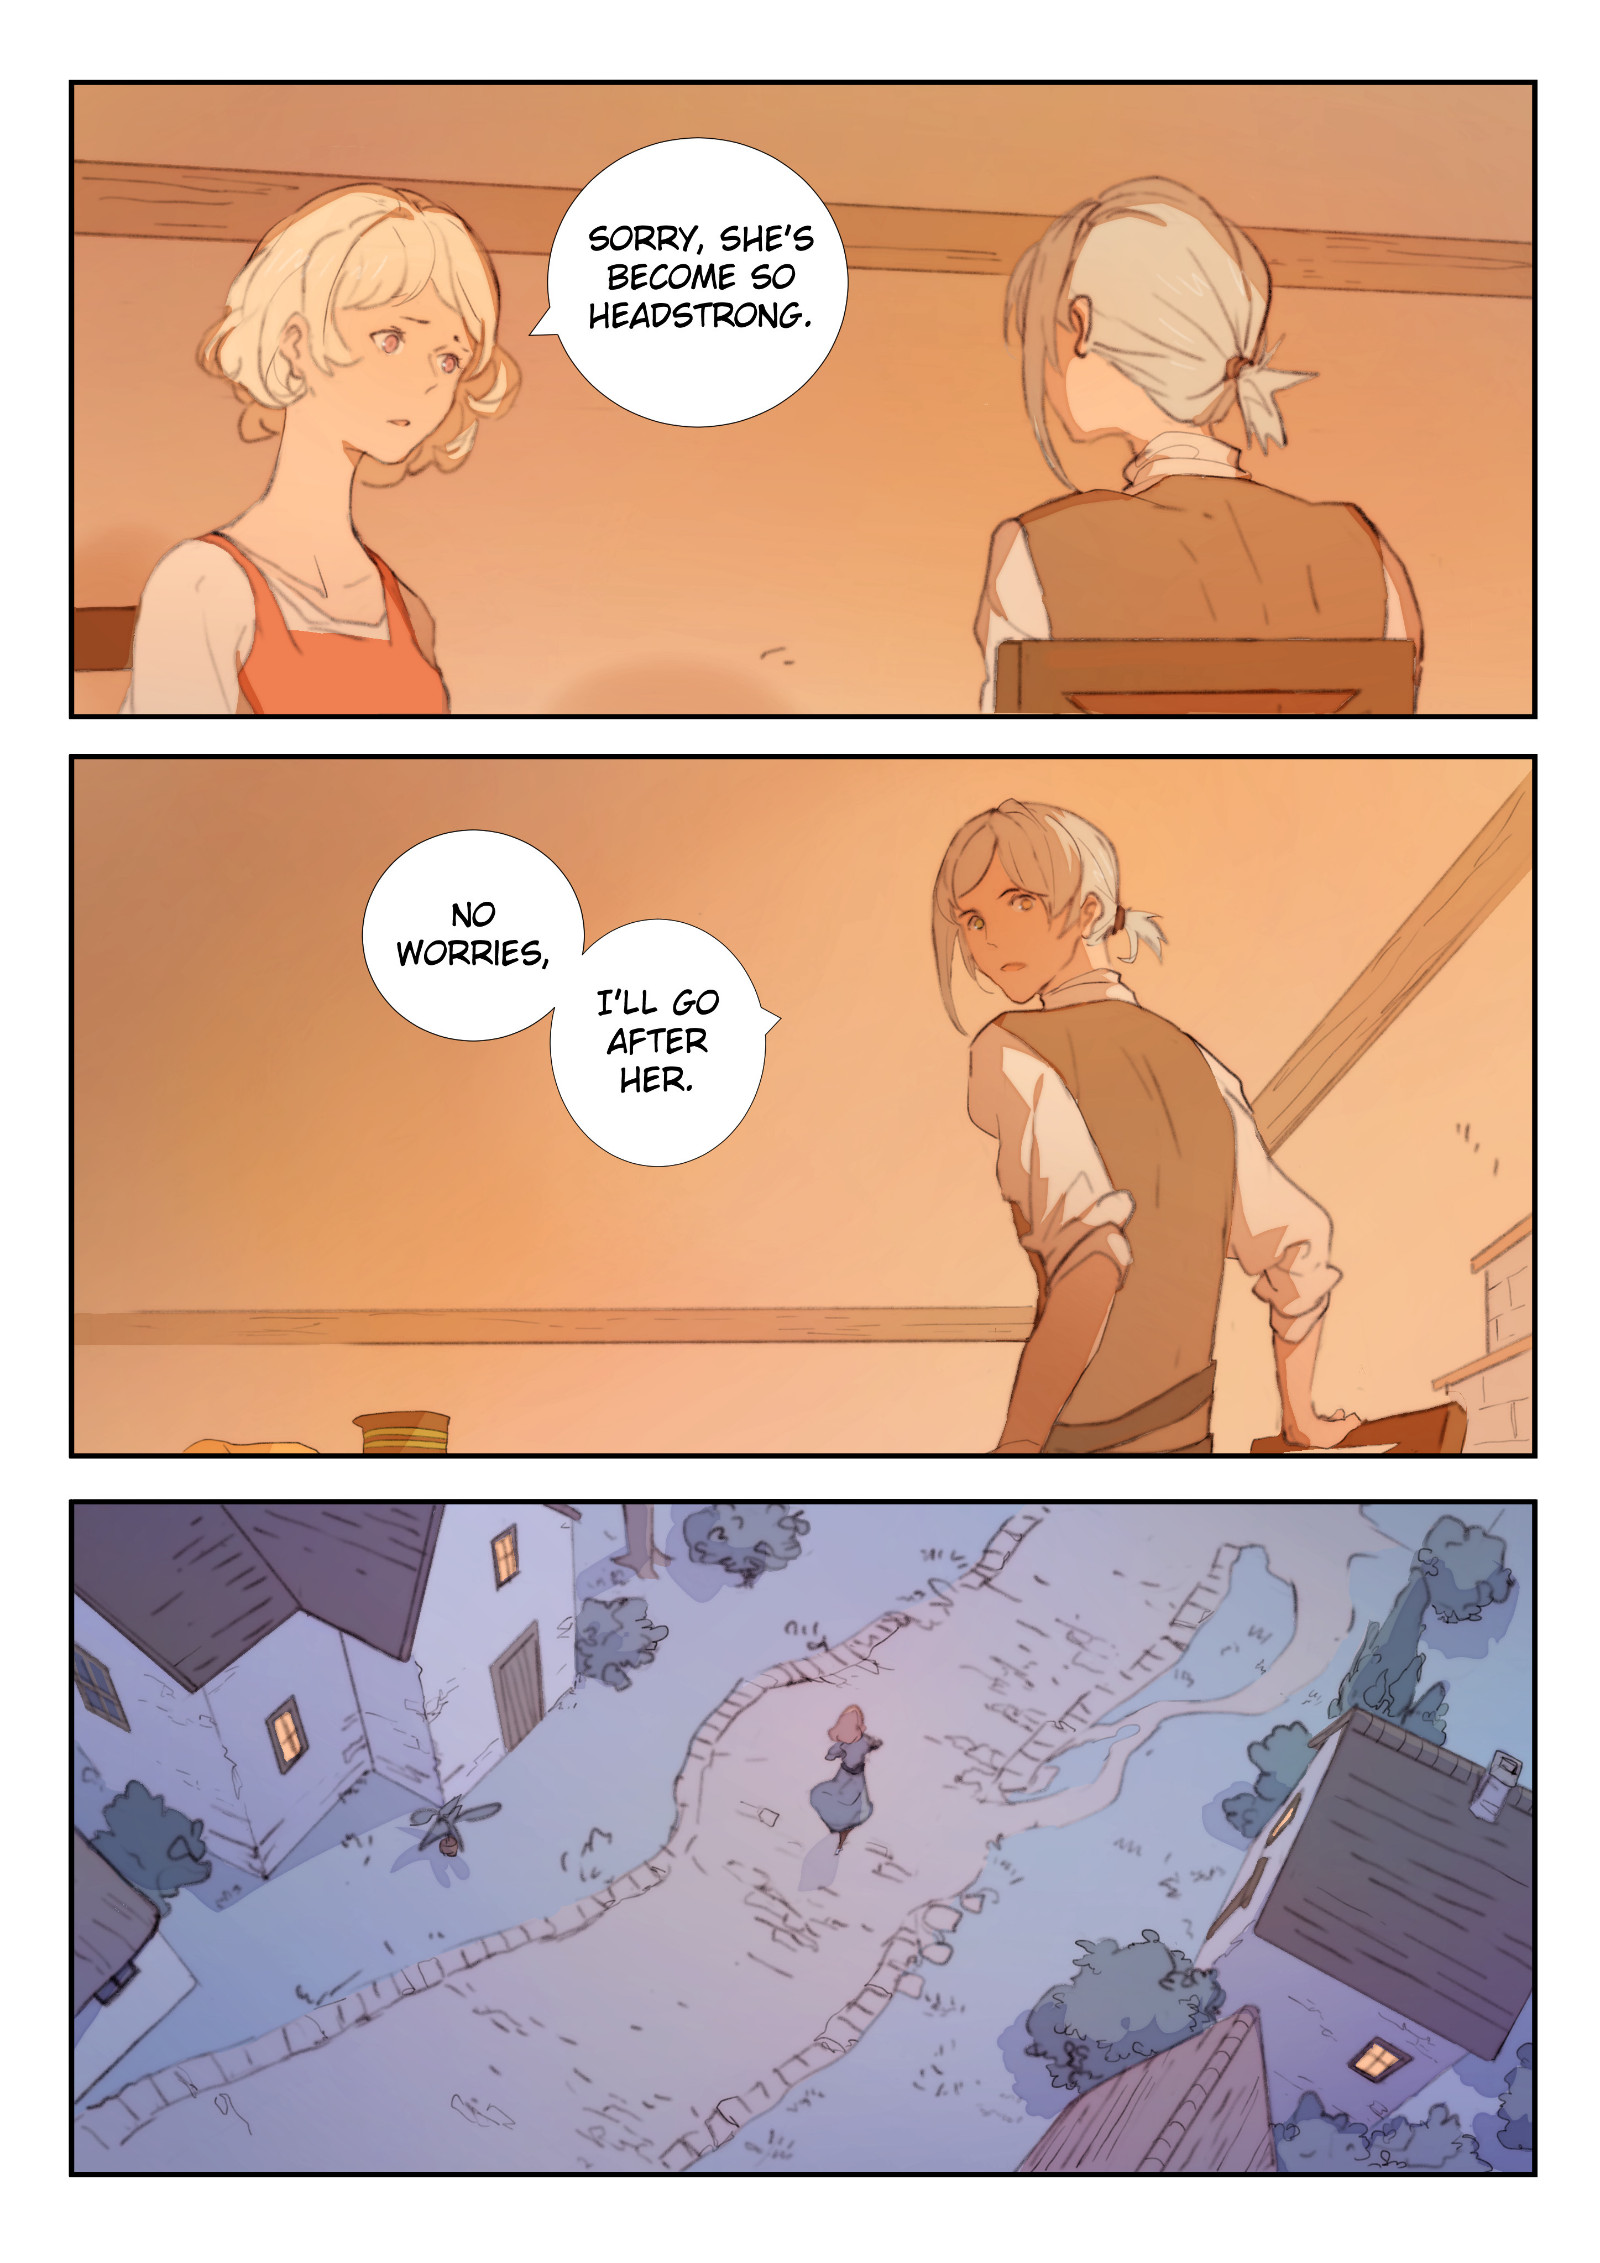 SORRY, SHE'S
BECOME SO
HEADSTRONG.
NO
WORRIES,
I'LL GO
AFTER
HER.